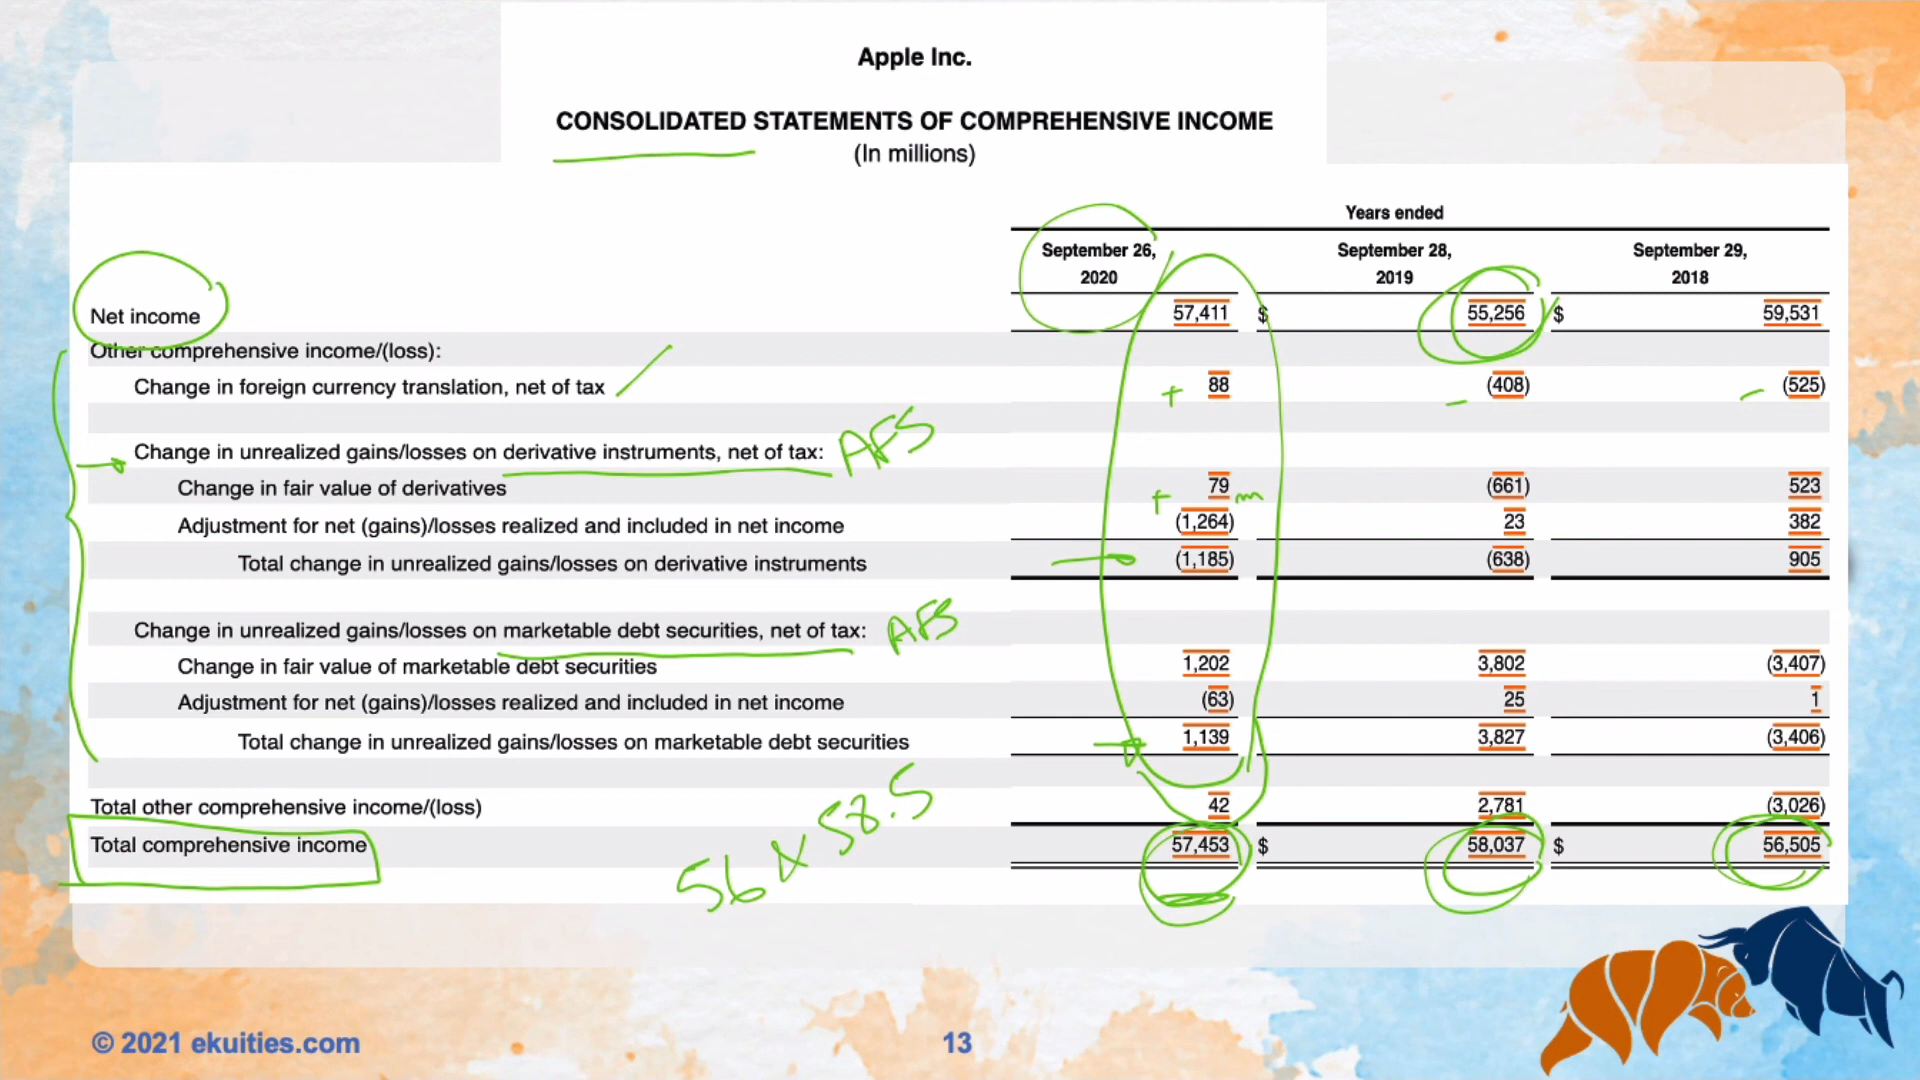 Apple Inc.
CONSOLIDATED STATEMENTS OF COMPREHENSIVE INCOME
(In millions)
Years ended
September 26, 2020 September 28, 2019 September 29, 2018
Net income 57,411 $ 55,256 $ 59,531
Other comprehensive income/(loss):
Change in foreign currency translation, net of tax + 88 - (408) - (525)
Change in unrealized gains/losses on derivative instruments, net of tax: AFS
Change in fair value of derivatives + 79 m (661) 523
Adjustment for net (gains)/losses realized and included in net income (1,264) 23 382
Total change in unrealized gains/losses on derivative instruments (1,185) (638) 905
Change in unrealized gains/losses on marketable debt securities, net of tax: AFS
Change in fair value of marketable debt securities 1,202 3,802 (3,407)
Adjustment for net (gains)/losses realized and included in net income (63) 25 1
Total change in unrealized gains/losses on marketable debt securities 1,139 3,827 (3,406)
Total other comprehensive income/(loss) 42 2,781 (3,026)
Total comprehensive income 57,453 $ 58,037 $ 56,505
56 x 58.5
© 2021 ekuities.com
13